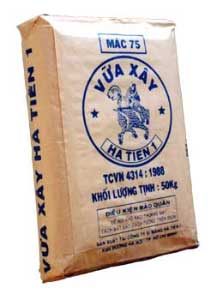 MÁC 75
VỮA XÂY
HÀ TIÊN 1
TCVN 4314 : 1986
KHỐI LƯỢNG TỊNH : 50Kg
ĐIỀU KIỆN BẢO QUẢN
VỮA XÂY HÀ TIÊN 1